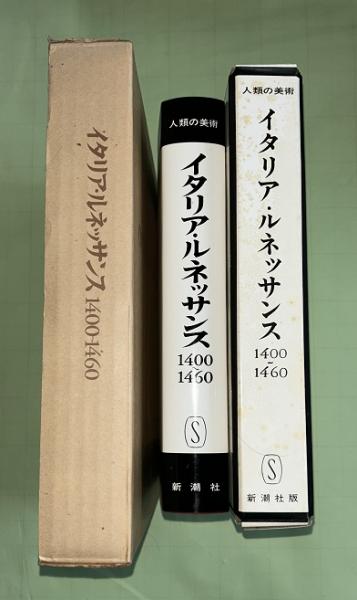 イタリア・ルネッサンス 1400-1460
人類の美術
イタリア・ルネッサンス
1400
~
1460
S
新潮社
人類の美術
イタリア・ルネッサンス
1400
-
1460
S
新潮社版